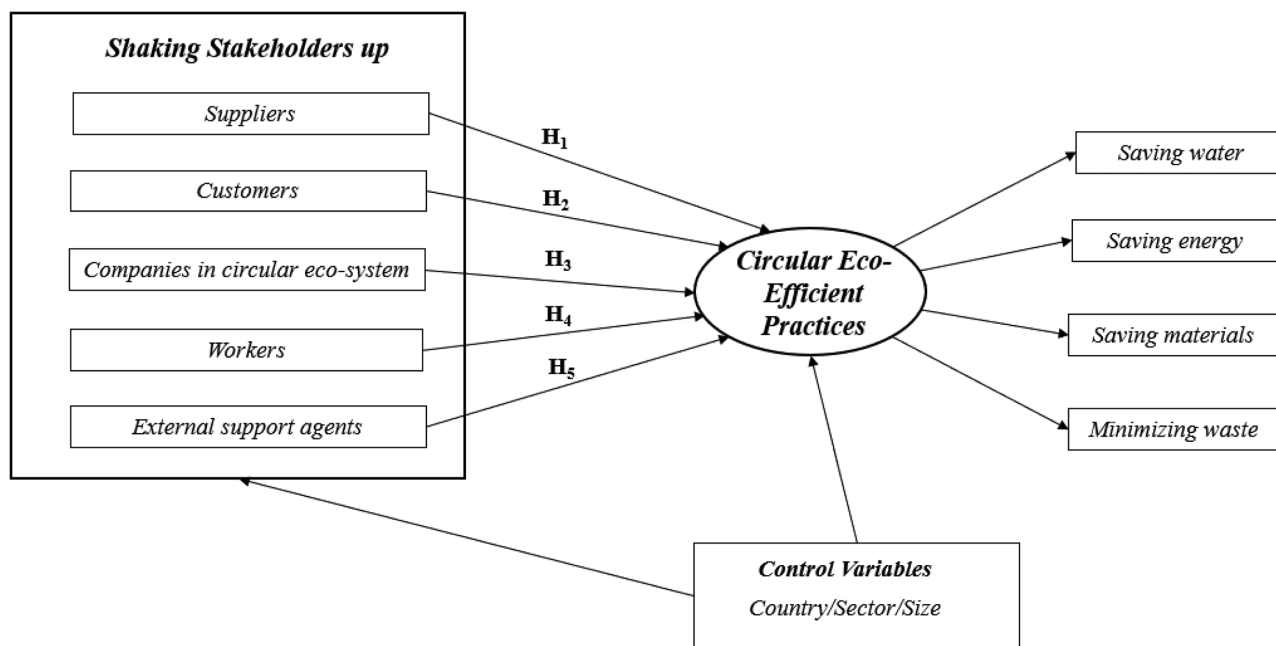 Shaking Stakeholders up
Suppliers
Customers
Companies in circular eco-system
Workers
External support agents
H₁
H₂
H₃
H₄
H₅
Circular Eco-
Efficient
Practices
Saving water
Saving energy
Saving materials
Minimizing waste
Control Variables
Country/Sector/Size